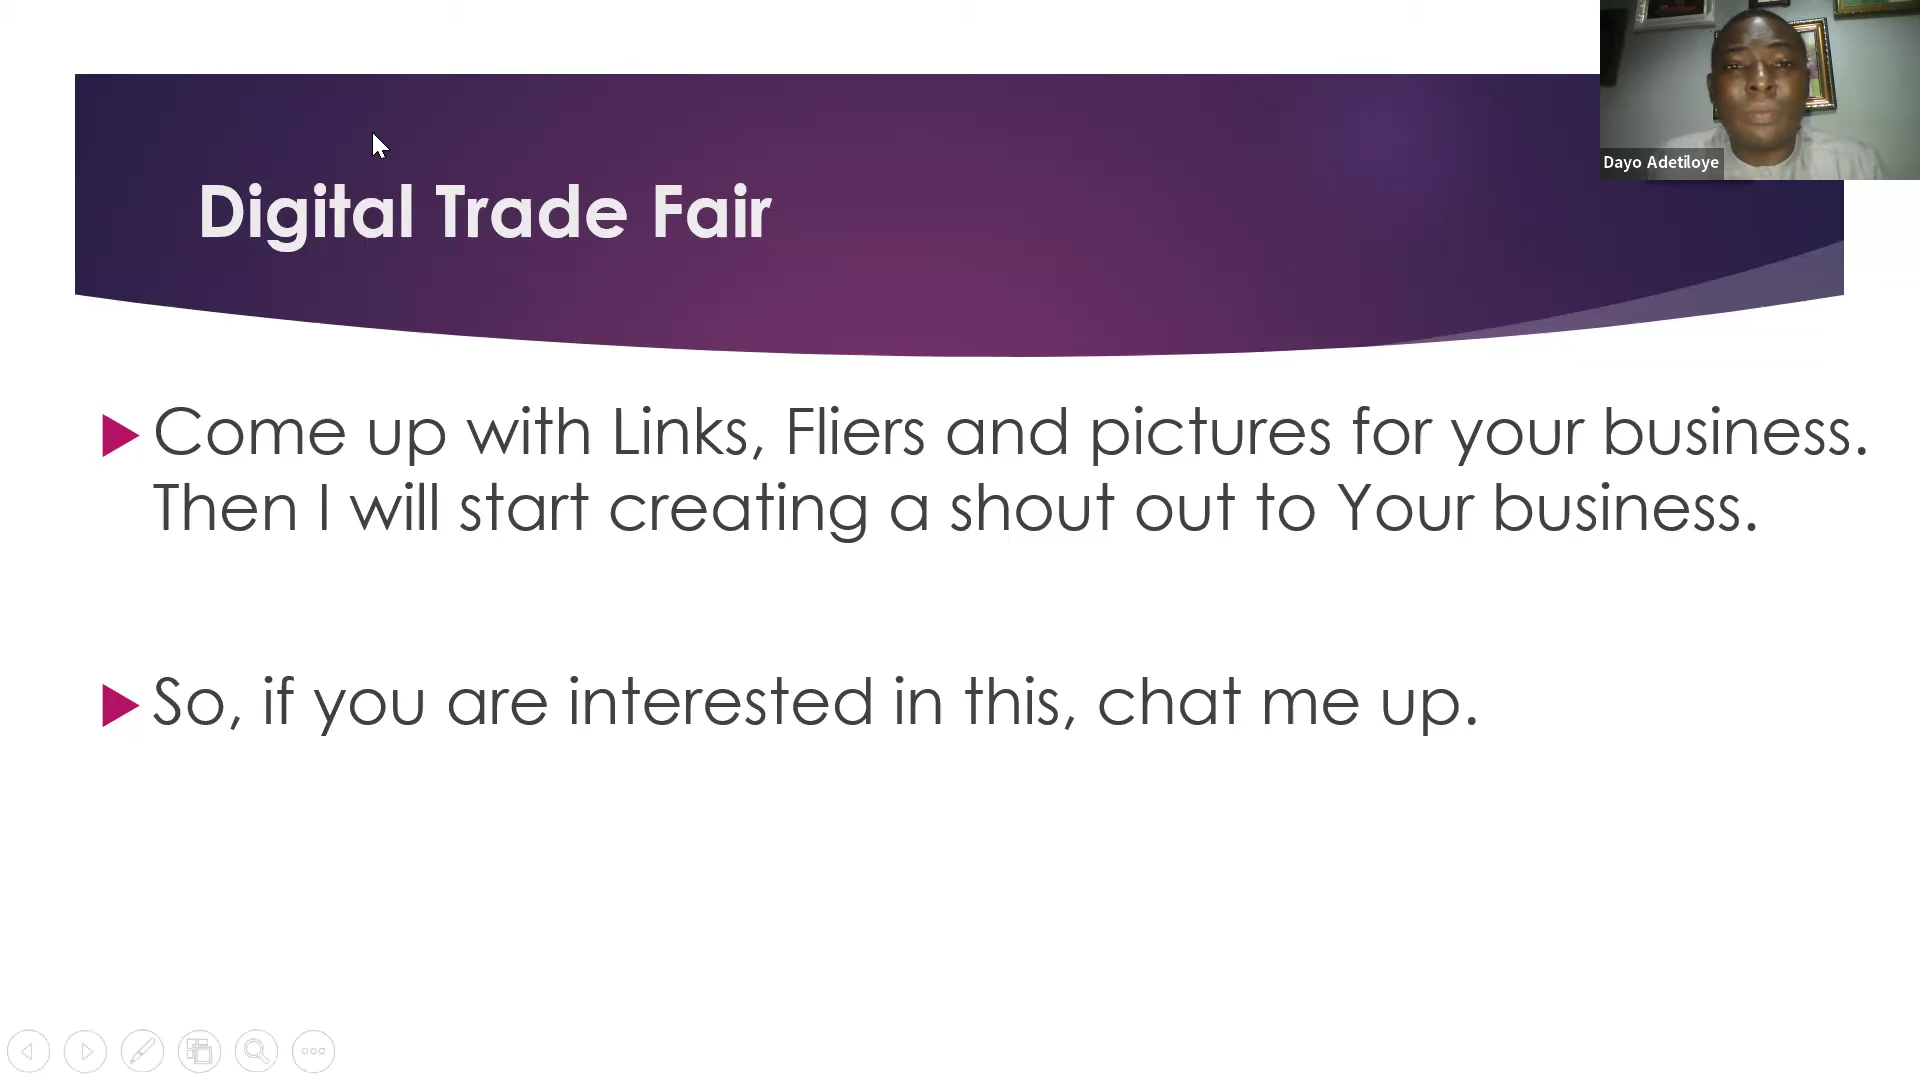 Dayo Adetiloye
Digital Trade Fair
Come up with Links, Fliers and pictures for your business.
Then I will start creating a shout out to Your business.
So, if you are interested in this, chat me up.